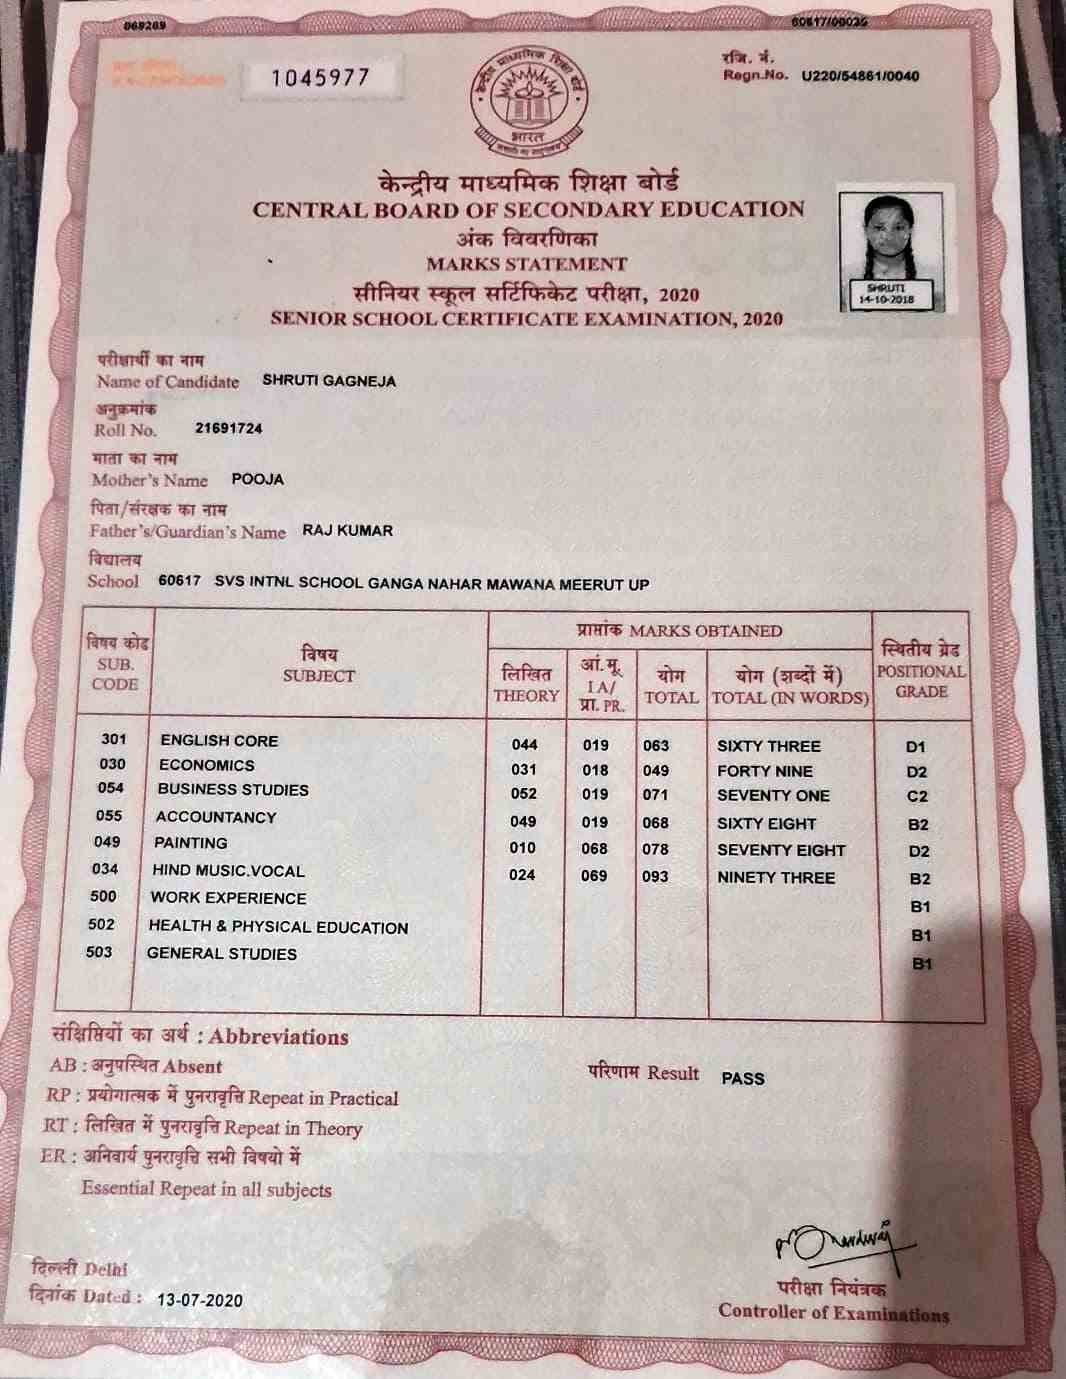 069269
60617/00035
1045977
रजि. नं.
Regn.No. U220/54861/0040
केन्द्रीय माध्यमिक शिक्षा बोर्ड
भारत
केन्द्रीय माध्यमिक शिक्षा बोर्ड
CENTRAL BOARD OF SECONDARY EDUCATION
अंक विवरणिका
MARKS STATEMENT
सीनियर स्कूल सर्टिफिकेट परीक्षा, 2020
SENIOR SCHOOL CERTIFICATE EXAMINATION, 2020
SHRUTI
14-10-2018
परीक्षार्थी का नाम
Name of Candidate SHRUTI GAGNEJA
अनुक्रमांक
Roll No. 21691724
माता का नाम
Mother's Name POOJA
पिता/संरक्षक का नाम
Father's/Guardian's Name RAJ KUMAR
विद्यालय
School 60617 SVS INTNL SCHOOL GANGA NAHAR MAWANA MEERUT UP
विषय कोड
SUB.
CODE
विषय
SUBJECT
प्राप्तांक MARKS OBTAINED
लिखित
THEORY
आं.मू.
IA/
प्रा. PR.
योग
TOTAL
योग (शब्दों में)
TOTAL (IN WORDS)
स्थितीय ग्रेड
POSITIONAL
GRADE
301 ENGLISH CORE 044 019 063 SIXTY THREE D1
030 ECONOMICS 031 018 049 FORTY NINE D2
054 BUSINESS STUDIES 052 019 071 SEVENTY ONE C2
055 ACCOUNTANCY 049 019 068 SIXTY EIGHT B2
049 PAINTING 010 068 078 SEVENTY EIGHT D2
034 HIND MUSIC.VOCAL 024 069 093 NINETY THREE B2
500 WORK EXPERIENCE B1
502 HEALTH & PHYSICAL EDUCATION B1
503 GENERAL STUDIES B1
संक्षिप्तियों का अर्थ : Abbreviations
AB : अनुपस्थित Absent
परिणाम Result PASS
RP : प्रयोगात्मक में पुनरावृत्ति Repeat in Practical
RT : लिखित में पुनरावृत्ति Repeat in Theory
ER : अनिवार्य पुनरावृत्ति सभी विषयो में
Essential Repeat in all subjects
दिल्ली Delhi
दिनांक Dated : 13-07-2020
परीक्षा नियंत्रक
Controller of Examinations